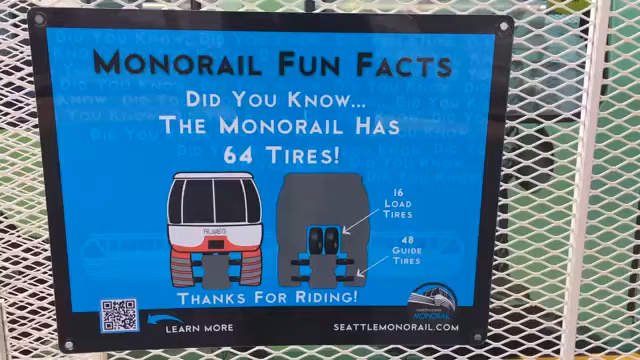 MONORAIL FUN FACTS
DID YOU KNOW...
THE MONORAIL HAS
64 TIRES!
16
LOAD
TIRES
48
GUIDE
TIRES
THANKS FOR RIDING!
LEARN MORE
SEATTLEMONORAIL.COM
MONORAIL